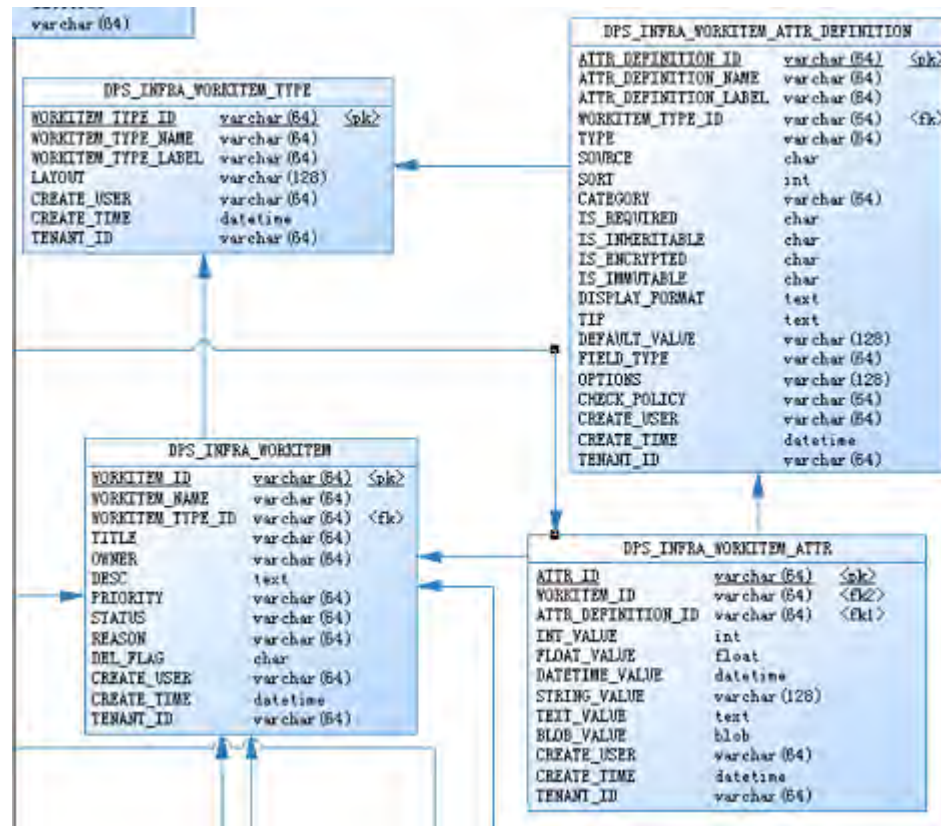 varchar (64)
DPS_INFRA_WORKITEM_TYPE
WORKITEM_TYPE_ID varchar (64) <pk>
WORKITEM_TYPE_NAME varchar (64)
WORKITEM_TYPE_LABEL varchar (64)
LAYOUT varchar (128)
CREATE_USER varchar (64)
CREATE_TIME datetime
TENANT_ID varchar (64)
DPS_INFRA_WORKITEM_ATTR_DEFINITION
ATTR_DEFINITION_ID varchar (64) <pk>
ATTR_DEFINITION_NAME varchar (64)
ATTR_DEFINITION_LABEL varchar (64)
WORKITEM_TYPE_ID varchar (64) <fk>
TYPE varchar (64)
SOURCE char
SORT int
CATEGORY varchar (64)
IS_REQUIRED char
IS_INHERITABLE char
IS_ENCRYPTED char
IS_IMMUTABLE char
DISPLAY_FORMAT text
TIP text
DEFAULT_VALUE varchar (128)
FIELD_TYPE varchar (64)
OPTIONS varchar (128)
CHECK_POLICY varchar (64)
CREATE_USER varchar (64)
CREATE_TIME datetime
TENANT_ID varchar (64)
DPS_INFRA_WORKITEM
WORKITEM_ID varchar (64) <pk>
WORKITEM_NAME varchar (64)
WORKITEM_TYPE_ID varchar (64) <fk>
TITLE varchar (64)
OWNER varchar (64)
DESC text
PRIORITY varchar (64)
STATUS varchar (64)
REASON varchar (64)
DEL_FLAG char
CREATE_USER varchar (64)
CREATE_TIME datetime
TENANT_ID varchar (64)
DPS_INFRA_WORKITEM_ATTR
ATTR_ID varchar (64) <pk>
WORKITEM_ID varchar (64) <fk2>
ATTR_DEFINITION_ID varchar (64) <fk1>
INT_VALUE int
FLOAT_VALUE float
DATETIME_VALUE datetime
STRING_VALUE varchar (128)
TEXT_VALUE text
BLOB_VALUE blob
CREATE_USER varchar (64)
CREATE_TIME datetime
TENANT_ID varchar (64)